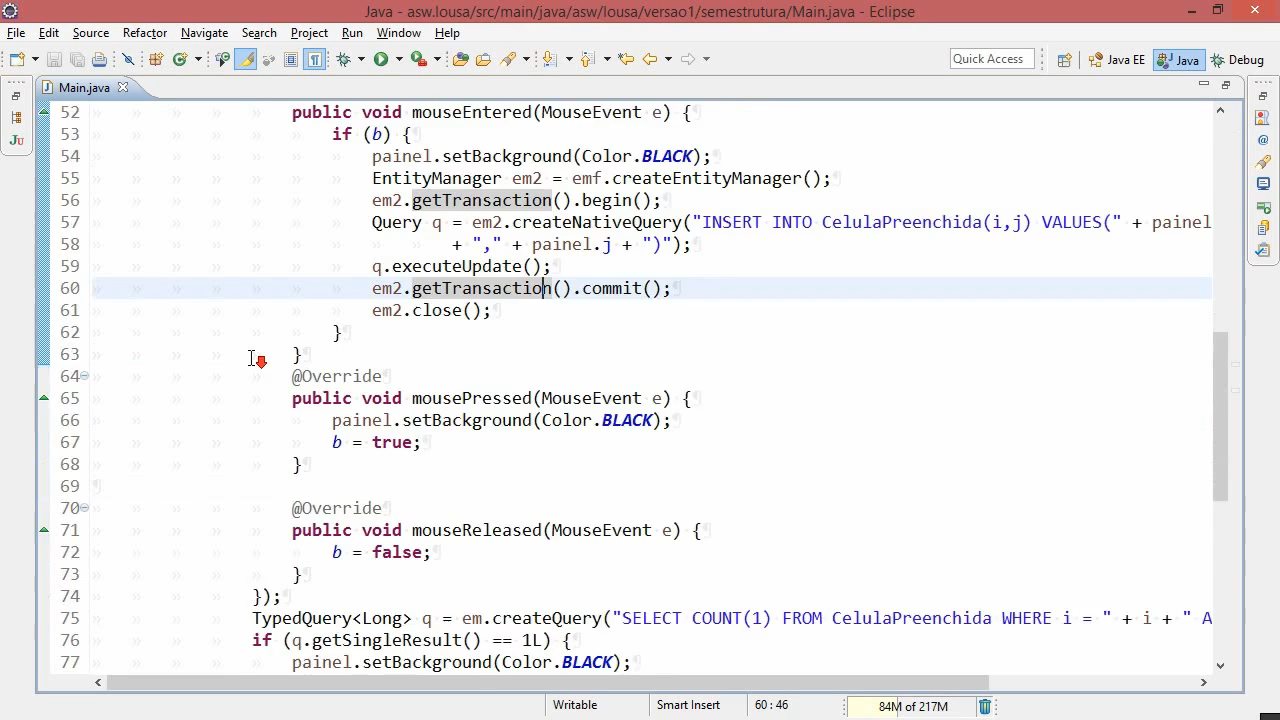 Java - asw.lousa/src/main/java/asw/lousa/versao1/semestrutura/Main.java - Eclipse
File Edit Source Refactor Navigate Search Project Run Window Help
Quick Access Java EE Java Debug
Main.java
52 public void mouseEntered(MouseEvent e) {
53 if (b) {
54 painel.setBackground(Color.BLACK);
55 EntityManager em2 = emf.createEntityManager();
56 em2.getTransaction().begin();
57 Query q = em2.createNativeQuery("INSERT INTO CelulaPreenchida(i,j) VALUES(" + painel
58 + "," + painel.j + ")");
59 q.executeUpdate();
60 em2.getTransaction().commit();
61 em2.close();
62 }
63 }
64 @Override
65 public void mousePressed(MouseEvent e) {
66 painel.setBackground(Color.BLACK);
67 b = true;
68 }
69
70 @Override
71 public void mouseReleased(MouseEvent e) {
72 b = false;
73 }
74 });
75 TypedQuery<Long> q = em.createQuery("SELECT COUNT(1) FROM CelulaPreenchida WHERE i = " + i + " A
76 if (q.getSingleResult() == 1L) {
77 painel.setBackground(Color.BLACK);
Writable Smart Insert 60 : 46 84M of 217M